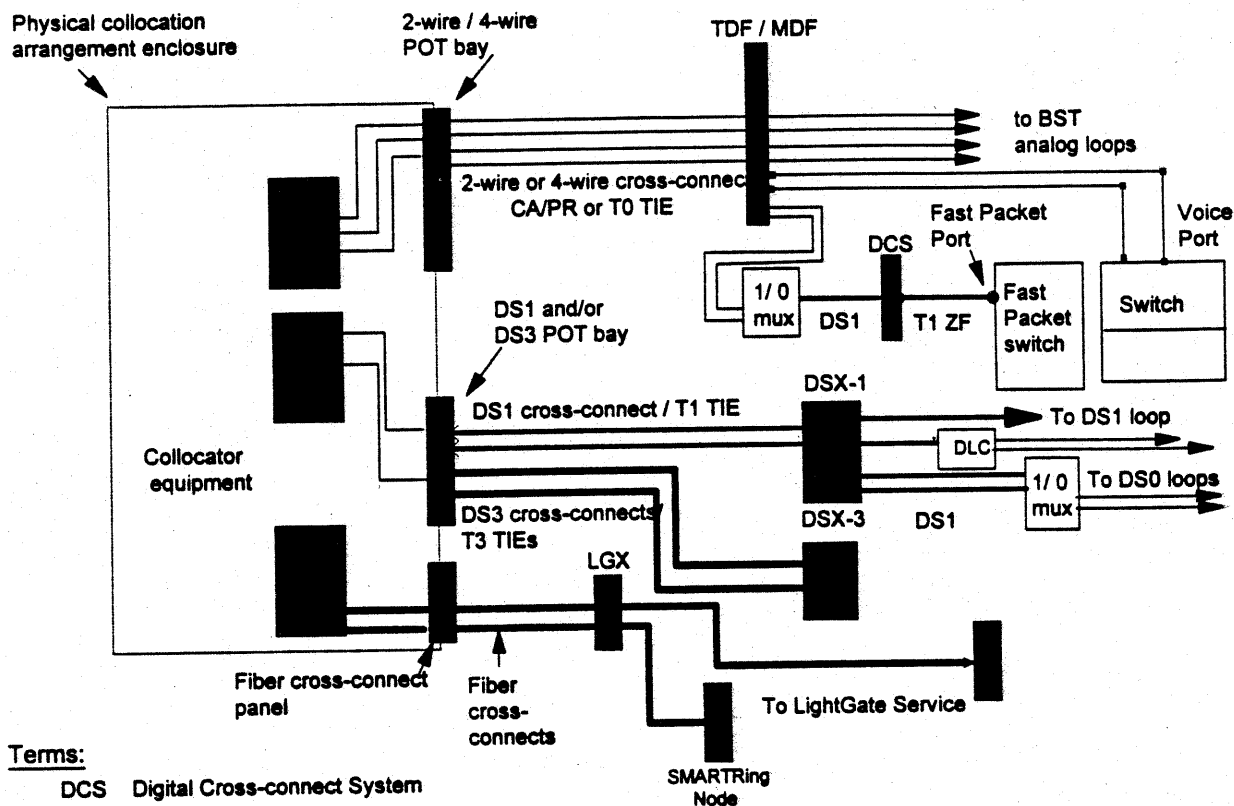 Physical collocation
arrangement enclosure
2-wire / 4-wire
POT bay
TDF / MDF
to BST
analog loops
2-wire or 4-wire cross-connec
CA/PR or T0 TIE
Fast Packet
Port
Voice
Port
DCS
1/ 0
mux
DS1
T1 ZF
Fast
Packet
switch
Switch
DS1 and/or
DS3 POT bay
DSX-1
DS1 cross-connect / T1 TIE
To DS1 loop
DLC
Collocator
equipment
1/ 0
mux
To DS0 loops
DS3 cross-connects
T3 TIEs
DSX-3
DS1
LGX
Fiber cross-connect
panel
Fiber
cross-
connects
To LightGate Service
SMARTRing
Node
Terms:
DCS Digital Cross-connect System